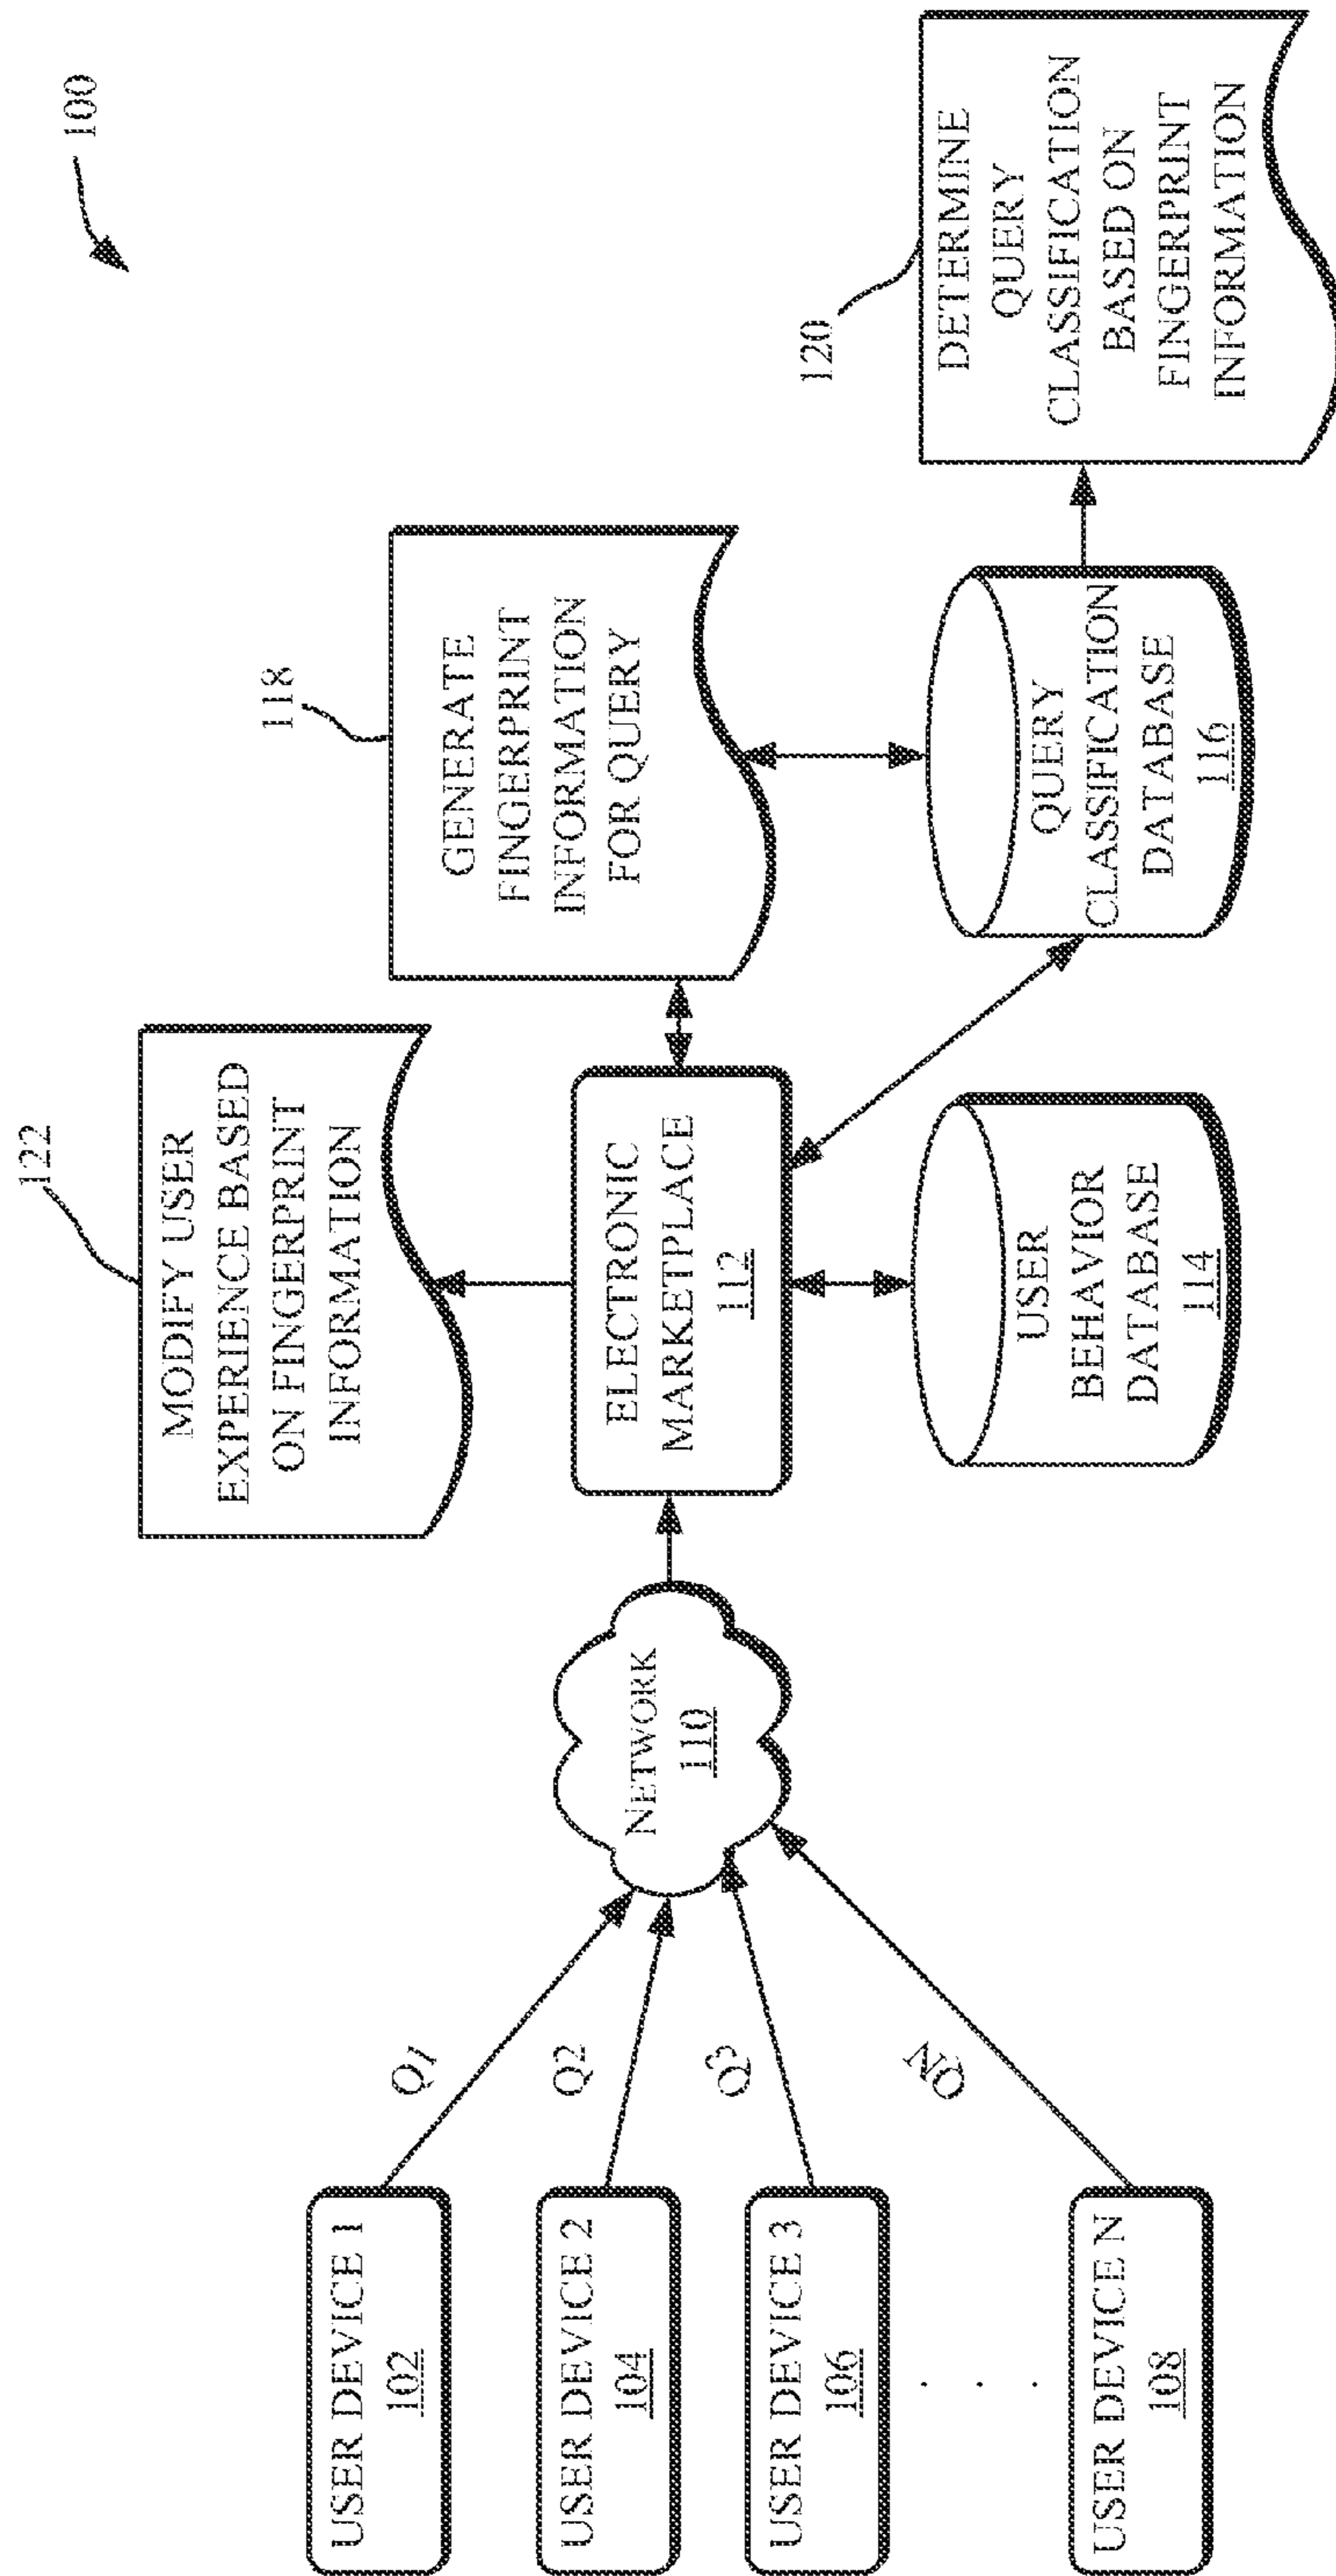 100
122
MODIFY USER
EXPERIENCE BASED
ON FINGERPRINT
INFORMATION
118
GENERATE
FINGERPRINT
INFORMATION
FOR QUERY
120
DETERMINE
QUERY
CLASSIFICATION
BASED ON
FINGERPRINT
INFORMATION
USER DEVICE 1
102
USER DEVICE 2
104
USER DEVICE 3
106
. . .
USER DEVICE N
108
Q1
Q2
Q3
QN
NETWORK
110
ELECTRONIC
MARKETPLACE
112
USER
BEHAVIOR
DATABASE
114
QUERY
CLASSIFICATION
DATABASE
116